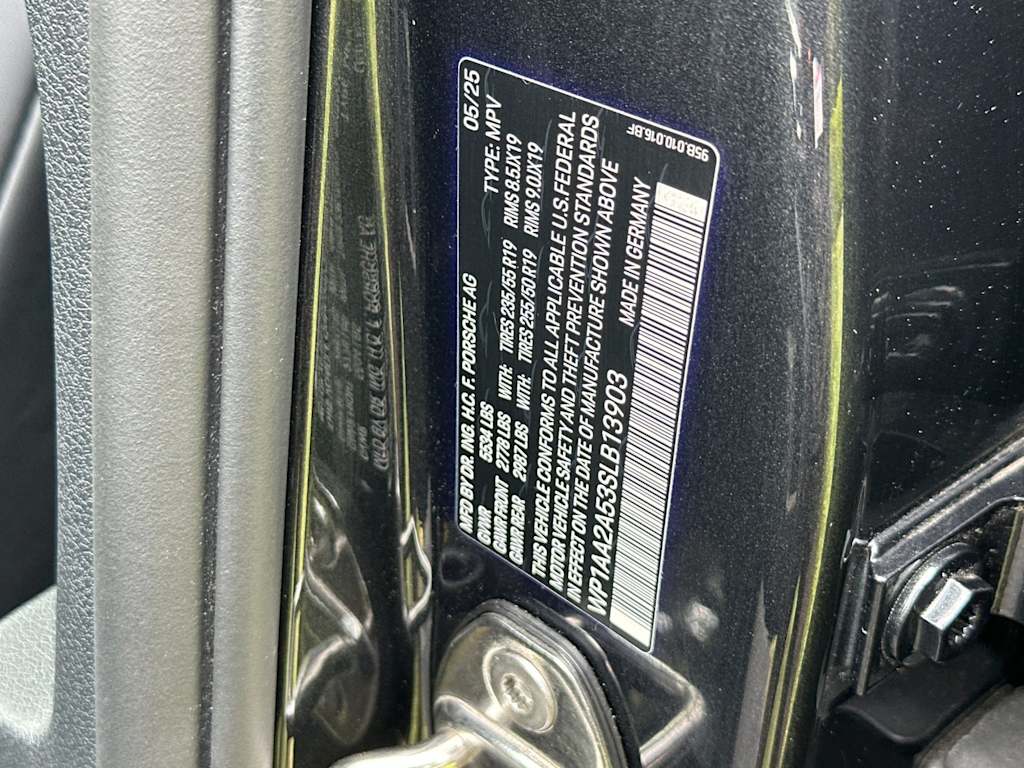 MFD BY DR. ING. H.C. F. PORSCHE AG 05/25
GVWR 5534 LBS TYPE: MPV
GAWR FRONT 2778 LBS WITH: TIRES 235/55 R19 RIMS 8.5JX19
GAWR REAR 2987 LBS WITH: TIRES 255/50 R19 RIMS 9.0JX19
THIS VEHICLE CONFORMS TO ALL APPLICABLE U.S. FEDERAL
MOTOR VEHICLE SAFETY AND THEFT PREVENTION STANDARDS
IN EFFECT ON THE DATE OF MANUFACTURE SHOWN ABOVE
WP1AA2A53SLB13903 MADE IN GERMANY
95B.010.016.BF